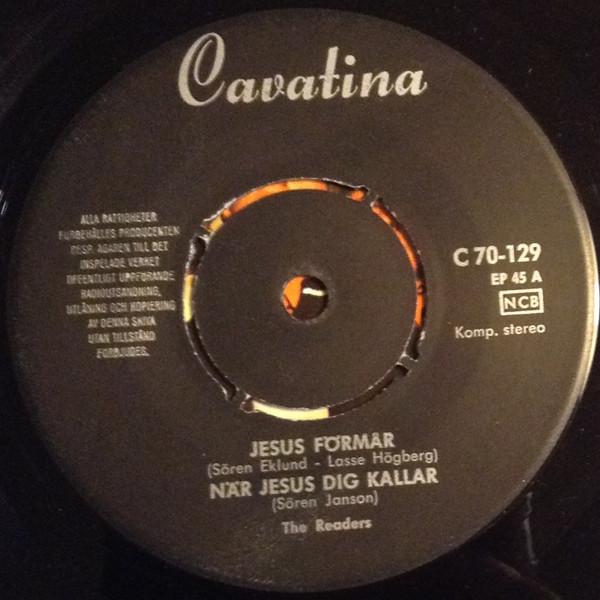 Cavatina
ALLA RÄTTIGHETER
FÖRBEHÅLLES PRODUCENTEN
RESP. ÄGAREN TILL DET
INSPELADE VERKET
OFFENTLIGT UPPFÖRANDE
RADIOUTSÄNDNING,
UTLÅNING OCH KOPIERING
AV DENNA SKIVA
UTAN TILLSTÅND
FÖRBJUDES.
C 70-129
EP 45 A
NCB
Komp. stereo
JESUS FÖRMÅR
(Sören Eklund - Lasse Högberg)
NÄR JESUS DIG KALLAR
(Sören Janson)
The Readers